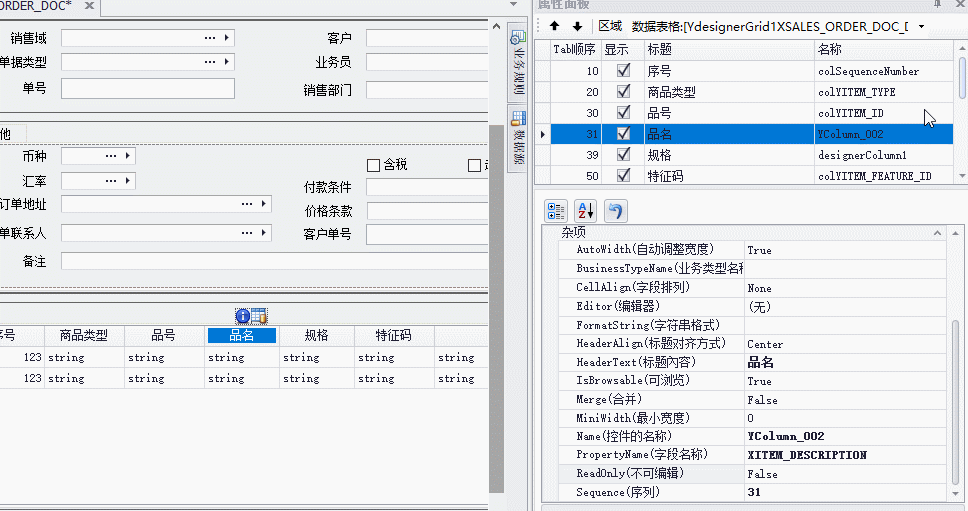 ORDER_DOC*
销售域
客户
单据类型
业务员
单号
销售部门
他
币种
含税
汇率
付款条件
订单地址
价格条款
单联系人
客户单号
备注
序号 商品类型 品号 品名 规格 特征码
123 string string string string string string
123 string string string string string string
业务规则
数据源
属性面板
区域 数据表格:[YdesignerGrid1XSALES_ORDER_DOC_D
Tab顺序 显示 标题 名称
10 序号 colSequenceNumber
20 商品类型 colYITEM_TYPE
30 品号 colYITEM_ID
31 品名 YColumn_002
39 规格 designerColumn1
50 特征码 colYITEM_FEATURE_ID
杂项
AutoWidth(自动调整宽度) True
BusinessTypeName(业务类型名称
CellAlign(字段排列) None
Editor(编辑器) (无)
FormatString(字符串格式)
HeaderAlign(标题对齐方式) Center
HeaderText(标题内容) 品名
IsBrowsable(可浏览) True
Merge(合并) False
MiniWidth(最小宽度) 0
Name(控件的名称) YColumn_002
PropertyName(字段名称) XITEM_DESCRIPTION
ReadOnly(不可编辑) False
Sequence(序列) 31